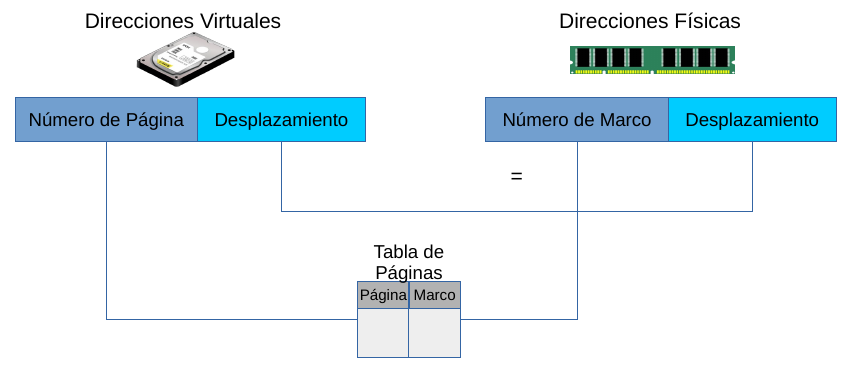 Direcciones Virtuales
Direcciones Físicas
Número de Página
Desplazamiento
Número de Marco
Desplazamiento
=
Tabla de
Páginas
Página
Marco